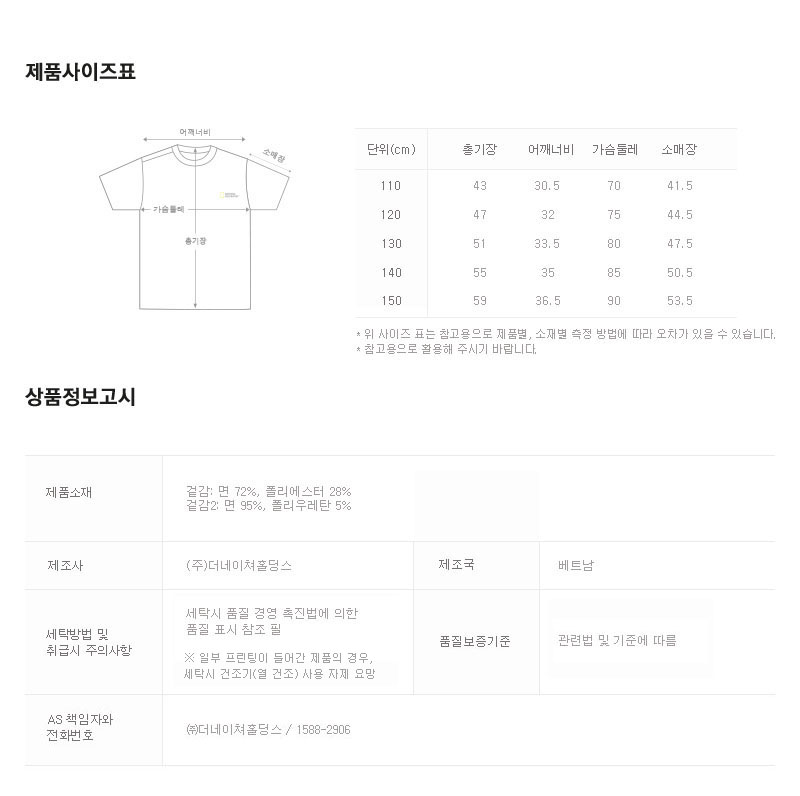 제품사이즈표
어깨너비
소매장
가슴둘레
총기장
단위(cm) 총기장 어깨너비 가슴둘레 소매장
110 43 30.5 70 41.5
120 47 32 75 44.5
130 51 33.5 80 47.5
140 55 35 85 50.5
150 59 36.5 90 53.5
* 위 사이즈 표는 참고용으로 제품별, 소재별 측정 방법에 따라 오차가 있을 수 있습니다.
* 참고용으로 활용해 주시기 바랍니다.
상품정보고시
제품소재
겉감: 면 72%, 폴리에스터 28%
겉감2: 면 95%, 폴리우레탄 5%
제조사 (주)더네이쳐홀딩스 제조국 베트남
세탁방법 및
취급시 주의사항
세탁시 품질 경영 촉진법에 의한
품질 표시 참조 필
※ 일부 프린팅이 들어간 제품의 경우,
세탁시 건조기(열 건조) 사용 자제 요망
품질보증기준 관련법 및 기준에 따름
AS 책임자와
전화번호
㈜더네이쳐홀딩스 / 1588-2906